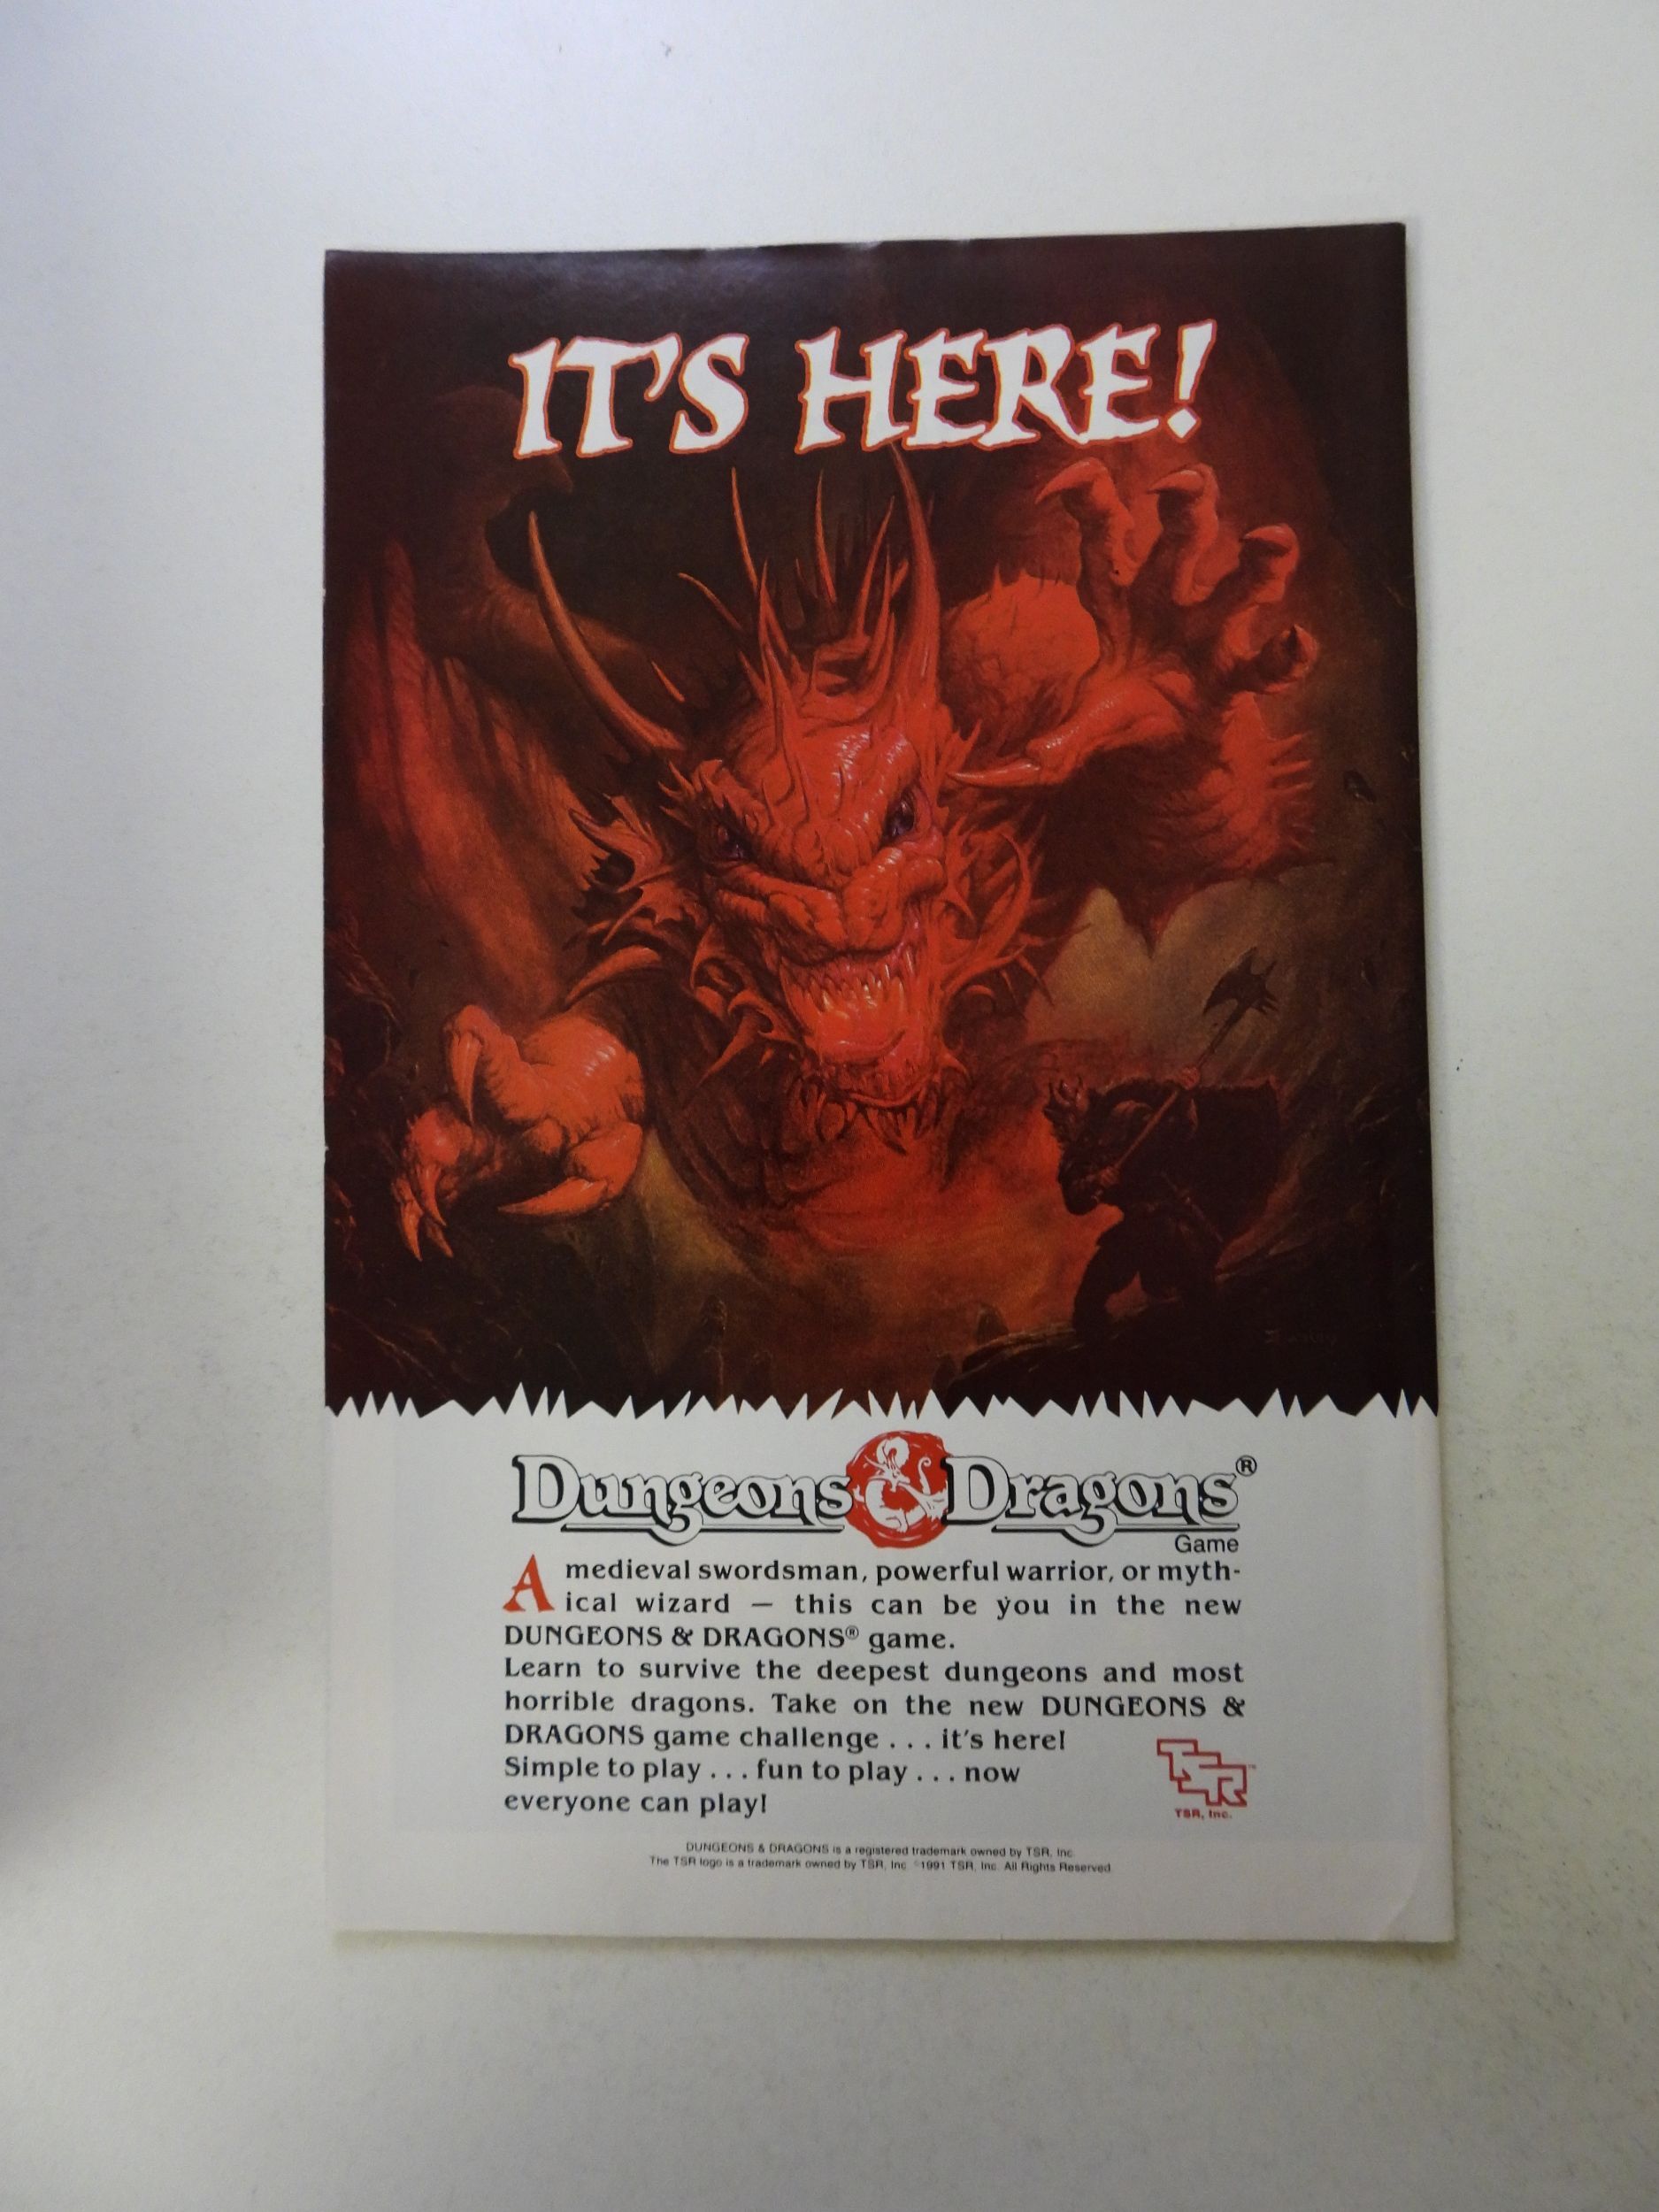 IT'S HERE!
Dungeons & Dragons®
Game
A medieval swordsman, powerful warrior, or myth-
ical wizard — this can be you in the new
DUNGEONS & DRAGONS® game.
Learn to survive the deepest dungeons and most
horrible dragons. Take on the new DUNGEONS &
DRAGONS game challenge . . . it's here!
Simple to play . . . fun to play . . . now
everyone can play!
TSR™
TSR, Inc.
DUNGEONS & DRAGONS is a registered trademark owned by TSR, Inc.
The TSR logo is a trademark owned by TSR, Inc. ©1991 TSR, Inc. All Rights Reserved.